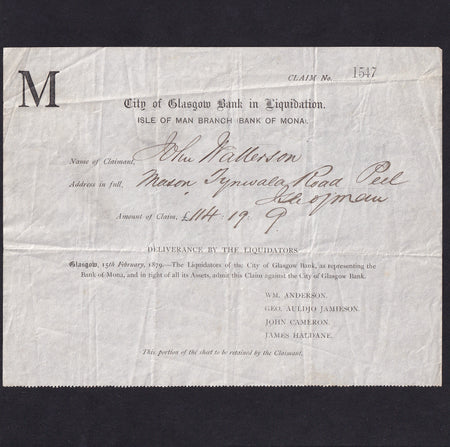 M
CLAIM No. 1547
City of Glasgow Bank in Liquidation.
ISLE OF MAN BRANCH (BANK OF MONA).
Name of Claimant, John Watterson
Address in full, Mason Tynwald Road Peel
Isle of Man
Amount of Claim, £114 19 9
DELIVERANCE BY THE LIQUIDATORS
Glasgow, 15th February, 1879.—The Liquidators of the City of Glasgow Bank, as representing the
Bank of Mona, and in right of all its Assets, admit this Claim against the City of Glasgow Bank.
WM. ANDERSON.
GEO. AULDJO JAMIESON.
JOHN CAMERON.
JAMES HALDANE.
This portion of the sheet to be retained by the Claimant.